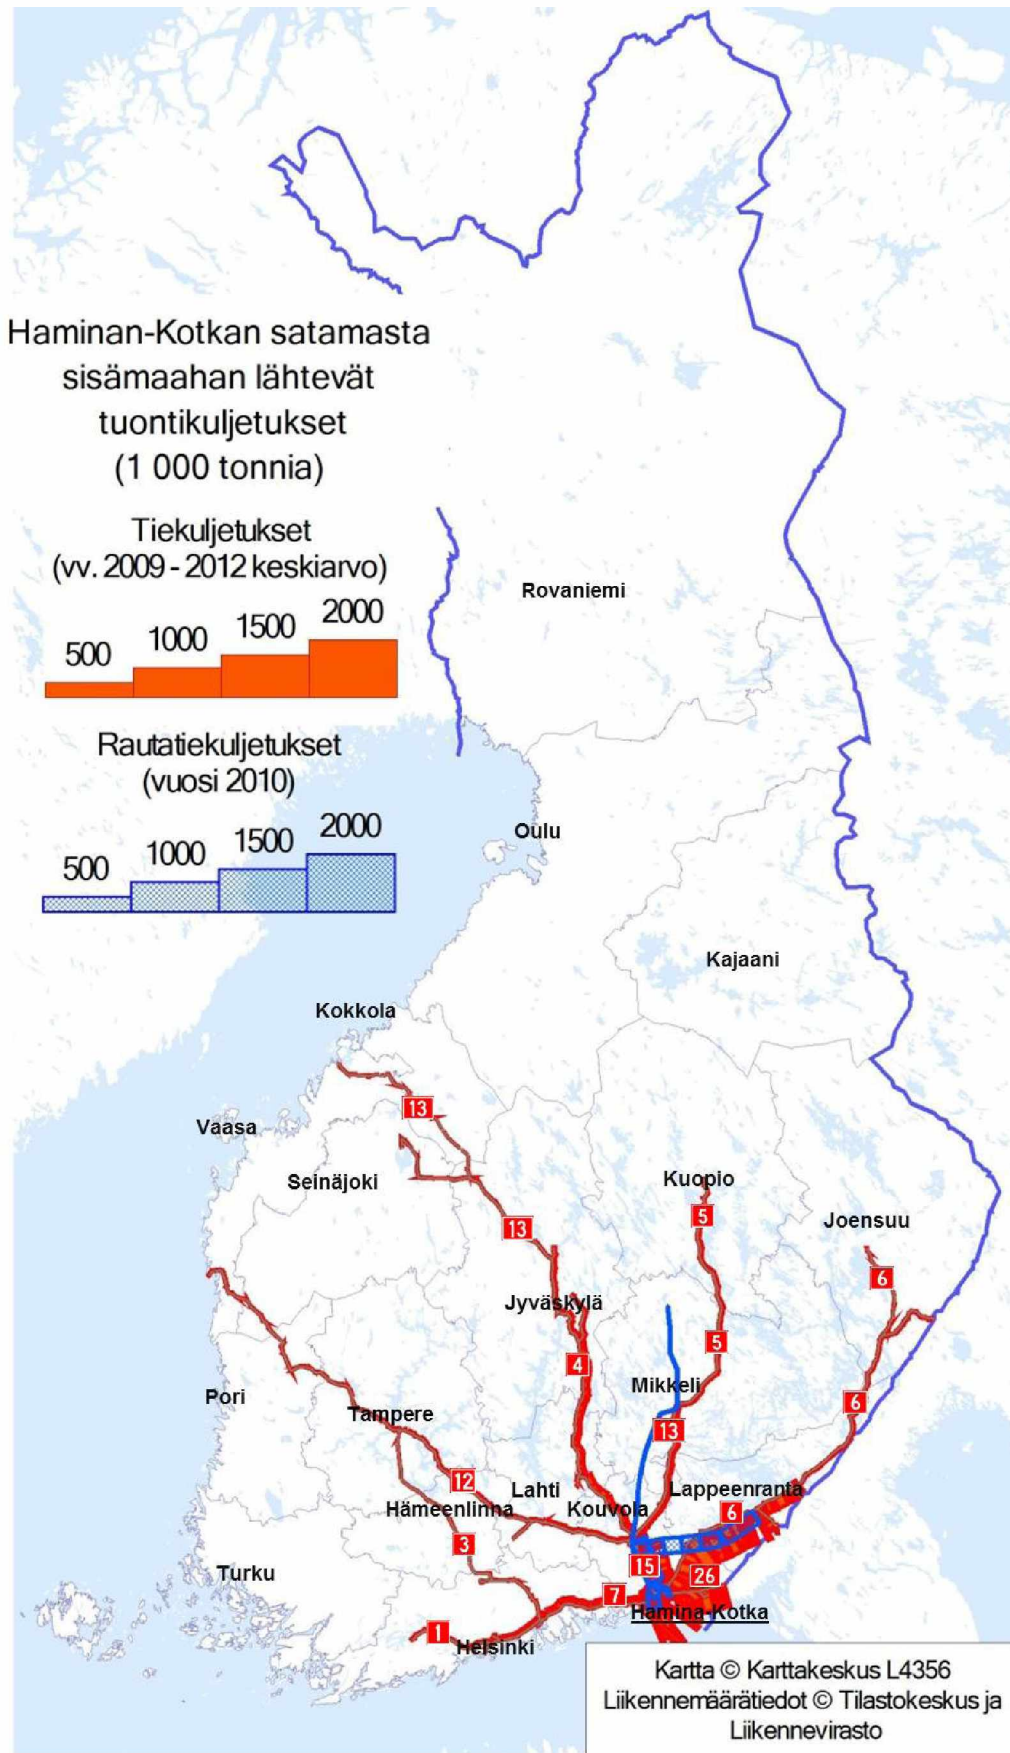 Haminan-Kotkan satamasta
sisämaahan lähtevät
tuontikuljetukset
(1 000 tonnia)
Tiekuljetukset
(vv. 2009 - 2012 keskiarvo)
500
1000
1500
2000
Rautatiekuljetukset
(vuosi 2010)
500
1000
1500
2000
Rovaniemi
Oulu
Kajaani
Kokkola
13
Vaasa
Seinäjoki
Kuopio
5
Joensuu
13
6
Jyväskylä
5
4
Mikkeli
Pori
6
Tampere
13
12
Lahti
Lappeenranta
Hämeenlinna
Kouvola
6
3
15
Turku
26
7
Hamina-Kotka
1
Helsinki
Kartta © Karttakeskus L4356
Liikennemäärätiedot © Tilastokeskus ja
Liikennevirasto